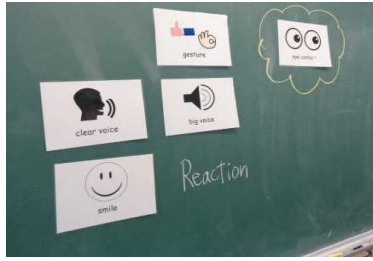 gesture
eye contact
clear voice
big voice
smile
Reaction